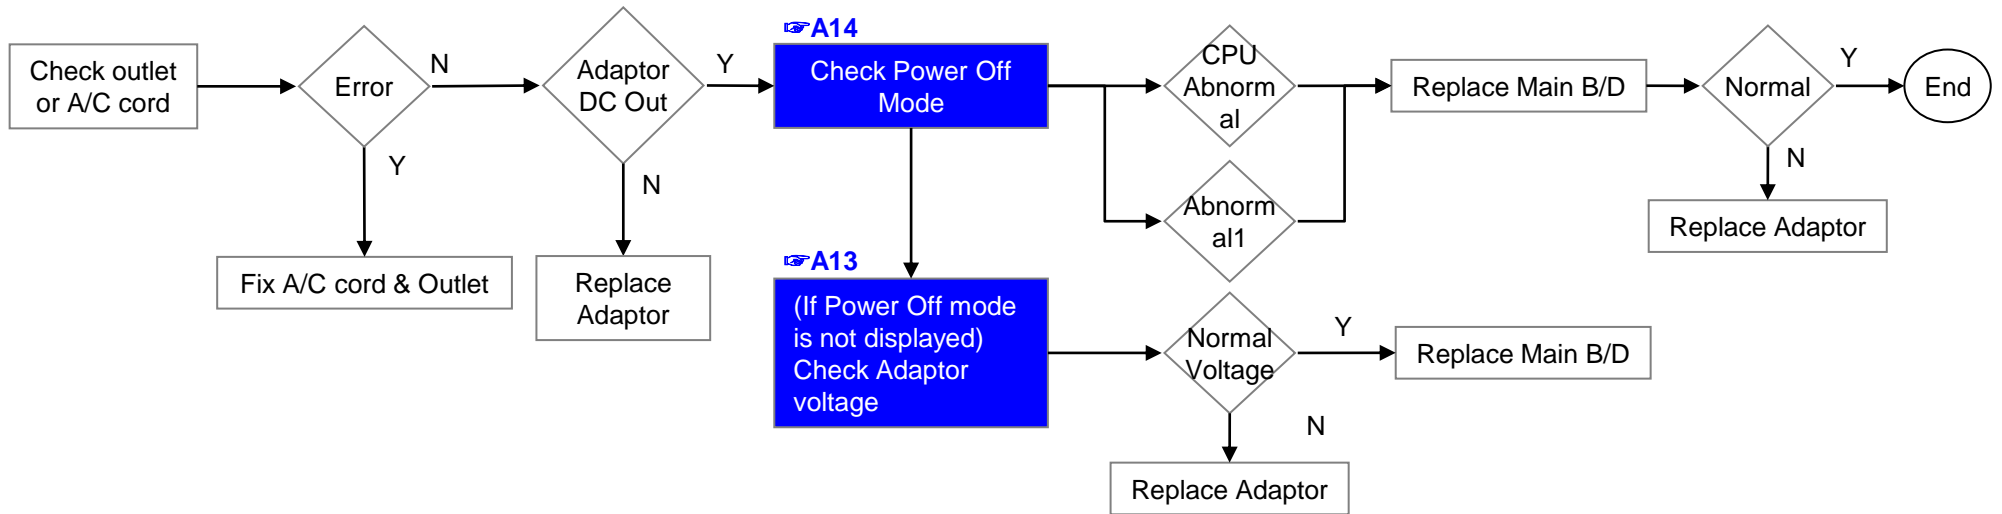 Check outlet
or A/C cord
Error
N
Y
Fix A/C cord & Outlet
Adaptor
DC Out
Y
N
Replace
Adaptor
☞A14
Check Power Off
Mode
CPU
Abnorm
al
Abnorm
al1
Replace Main B/D
Normal
Y
End
N
Replace Adaptor
☞A13
(If Power Off mode
is not displayed)
Check Adaptor
voltage
Normal
Voltage
Y
Replace Main B/D
N
Replace Adaptor